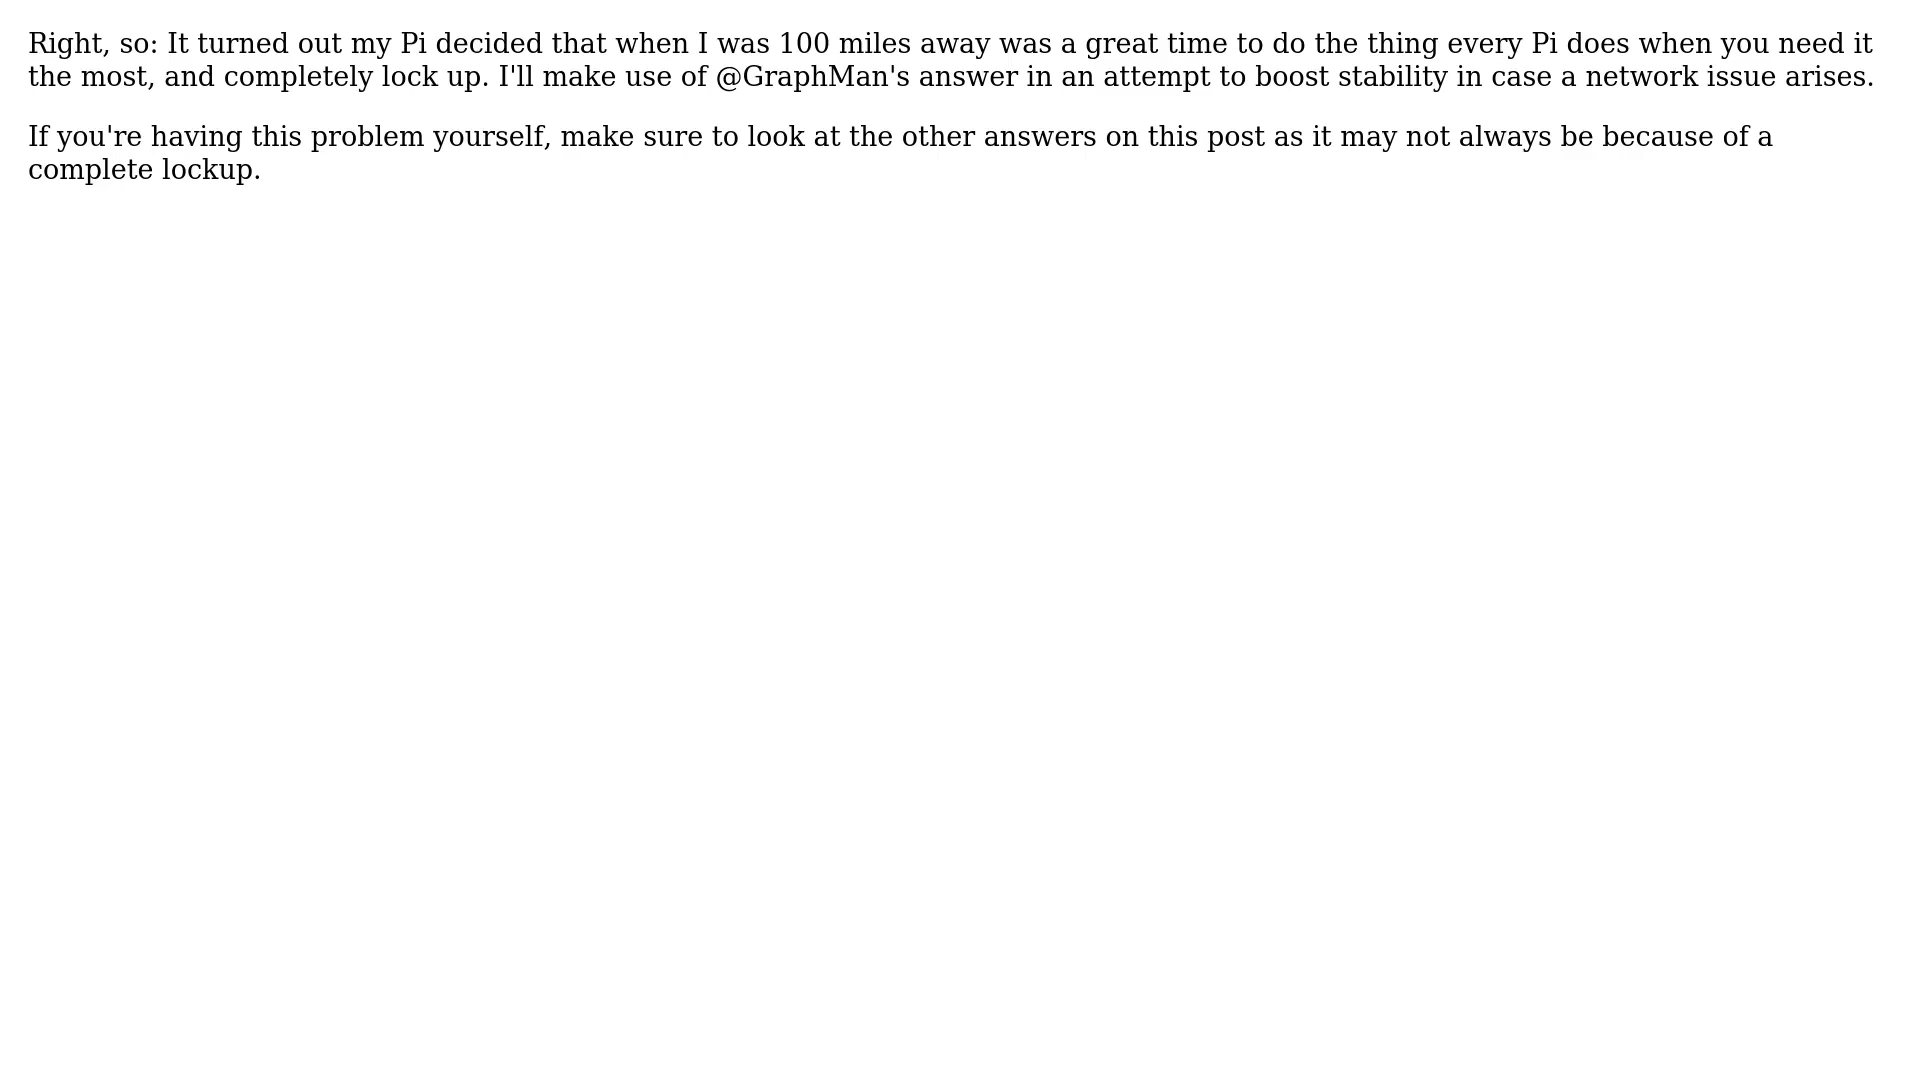 Right, so: It turned out my Pi decided that when I was 100 miles away was a great time to do the thing every Pi does when you need it
the most, and completely lock up. I'll make use of @GraphMan's answer in an attempt to boost stability in case a network issue arises.
If you're having this problem yourself, make sure to look at the other answers on this post as it may not always be because of a
complete lockup.